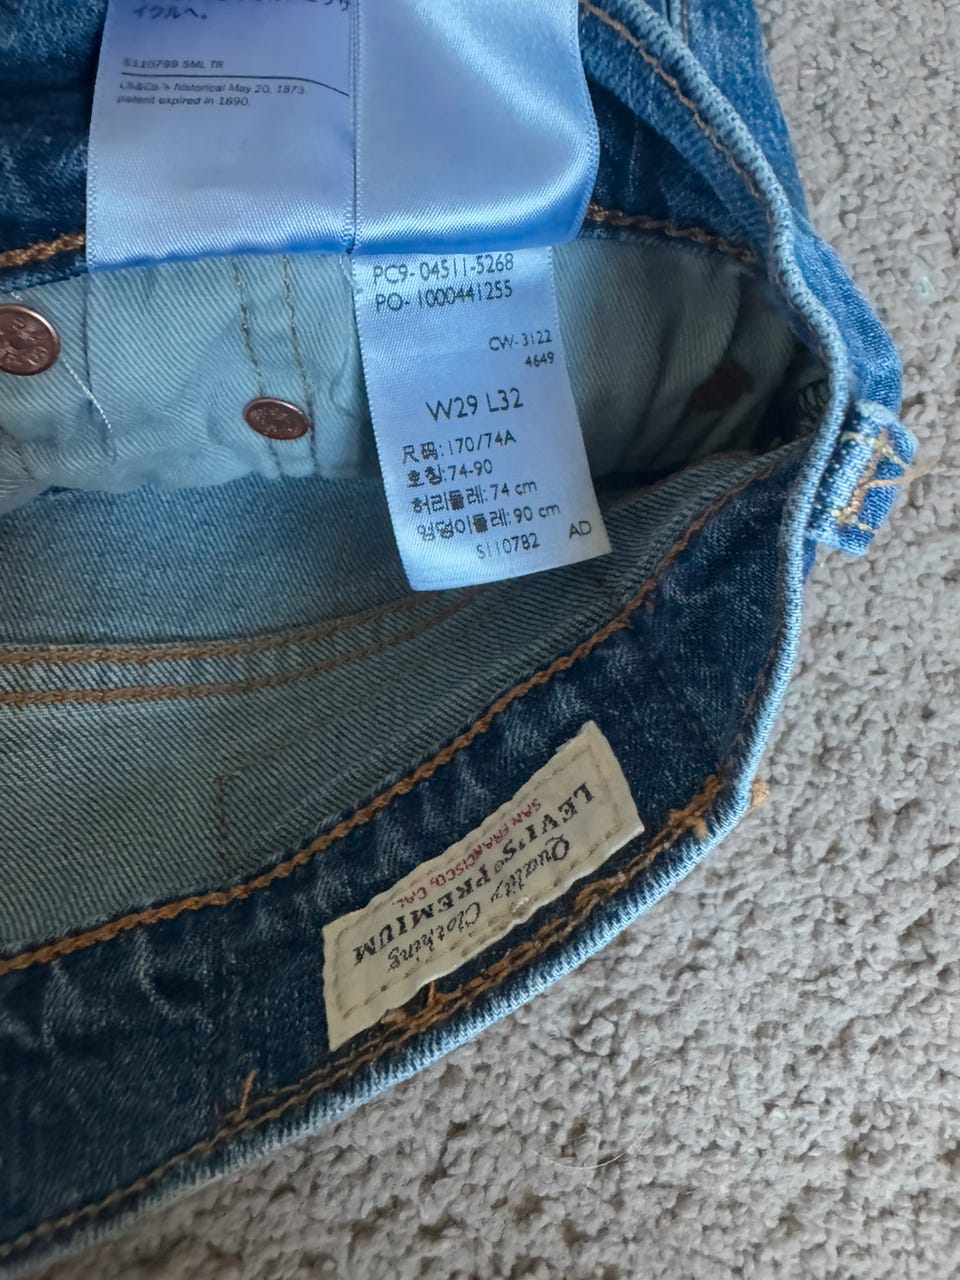 イクルへ。
S110799 SML TR
LS&Co.'s historical May 20, 1873
patent expired in 1890.
PC9-04511-5268
PO-1000441255
CW-3122
4649
W29 L32
尺码:170/74A
호칭:74-90
허리둘레:74 cm
엉덩이둘레:90 cm
S110782 AD
LEVI'S® PREMIUM
SAN FRANCISCO, CAL.
Quality Clothing